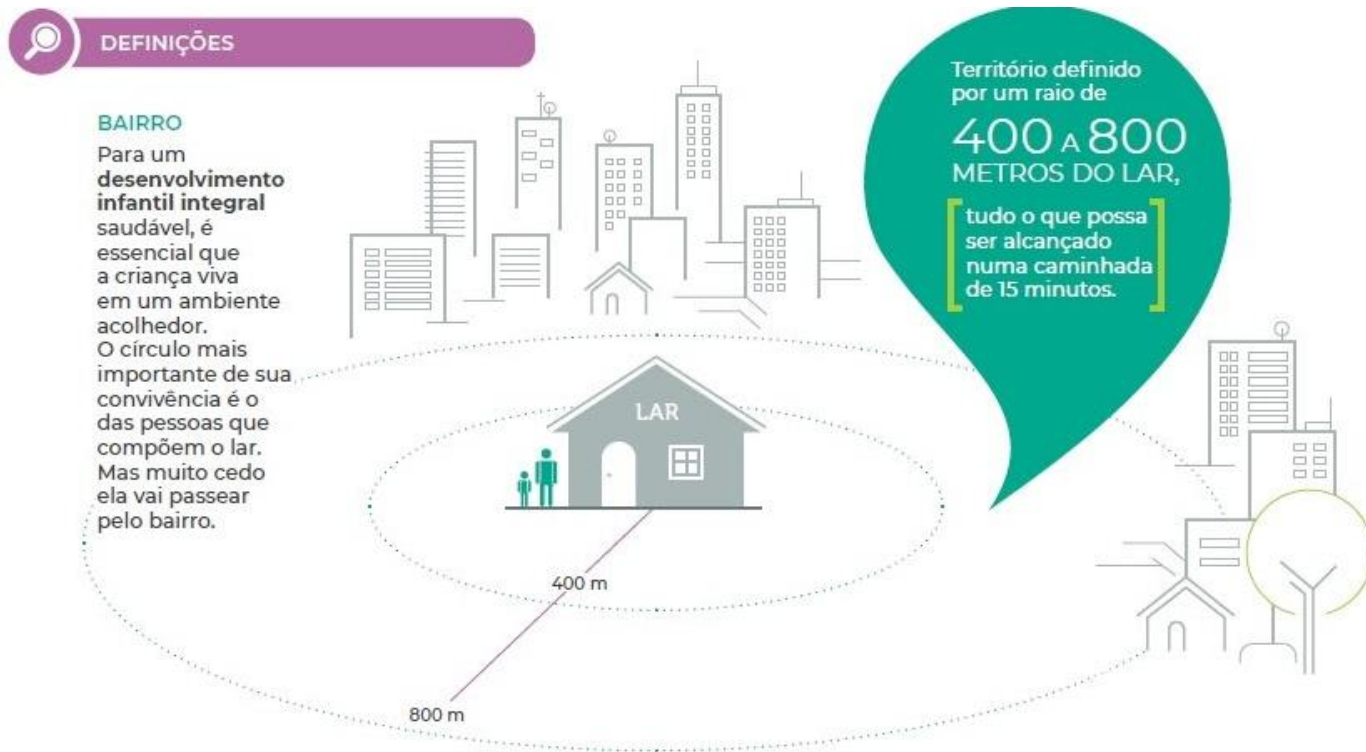 DEFINIÇÕES
BAIRRO
Para um
desenvolvimento
infantil integral
saudável, é
essencial que
a criança viva
em um ambiente
acolhedor.
O círculo mais
importante de sua
convivência é o
das pessoas que
compõem o lar.
Mas muito cedo
ela vai passear
pelo bairro.
Território definido
por um raio de
400 A 800
METROS DO LAR,
tudo o que possa
ser alcançado
numa caminhada
de 15 minutos.
LAR
400 m
800 m